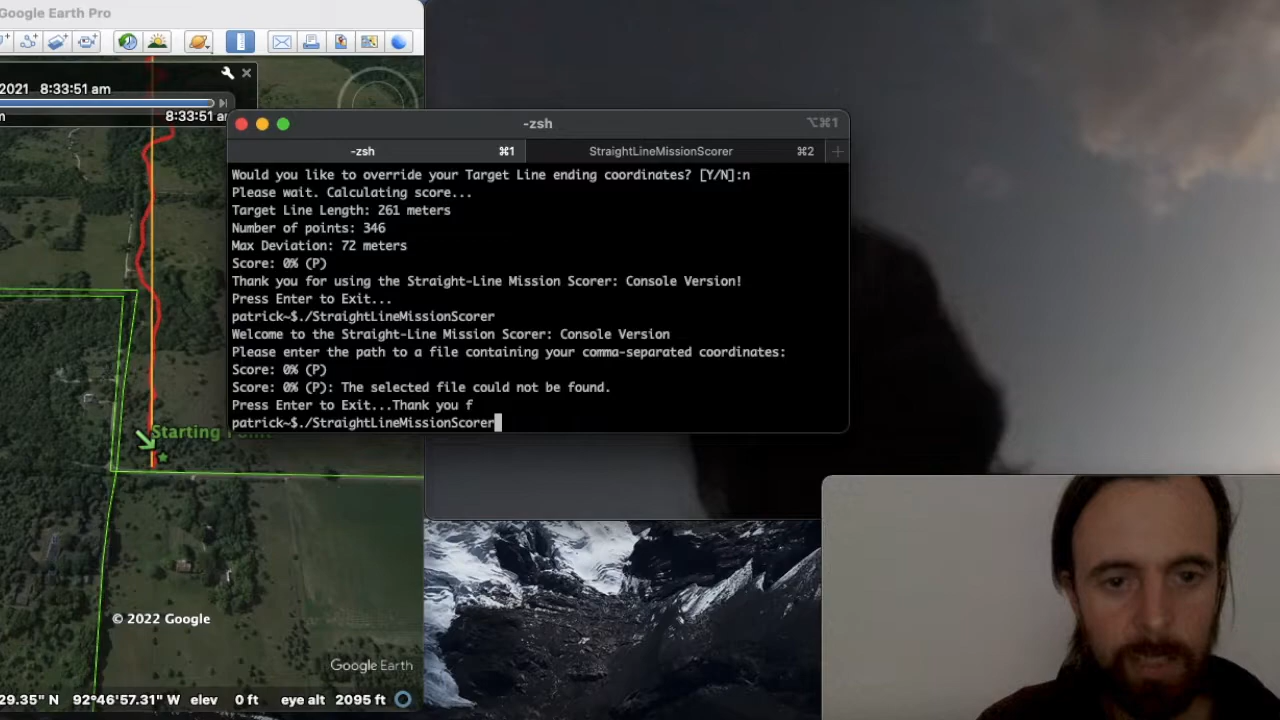 Google Earth Pro
2021 8:33:51 am
8:33:51 a
-zsh
⌥⌘1
-zsh ⌘1 StraightLineMissionScorer ⌘2 +
Would you like to override your Target Line ending coordinates? [Y/N]:n
Please wait. Calculating score...
Target Line Length: 261 meters
Number of points: 346
Max Deviation: 72 meters
Score: 0% (P)
Thank you for using the Straight-Line Mission Scorer: Console Version!
Press Enter to Exit...
patrick~$./StraightLineMissionScorer
Welcome to the Straight-Line Mission Scorer: Console Version
Please enter the path to a file containing your comma-separated coordinates:
Score: 0% (P)
Score: 0% (P): The selected file could not be found.
Press Enter to Exit...Thank you f
patrick~$./StraightLineMissionScorer
Starting Point
© 2022 Google
Google Earth
29.35" N 92°46'57.31" W elev 0 ft eye alt 2095 ft